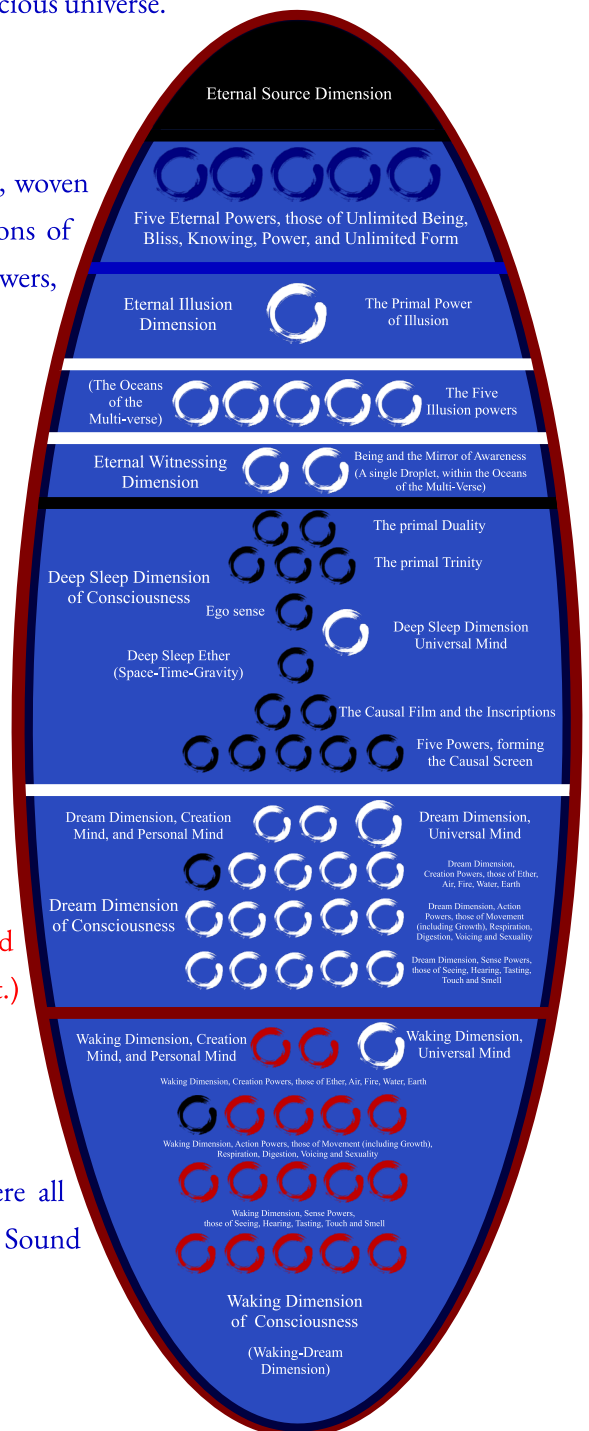 cious universe.
Eternal Source Dimension
, woven
ons of
wers,
Five Eternal Powers, those of Unlimited Being,
Bliss, Knowing, Power, and Unlimited Form
Eternal Illusion
Dimension
The Primal Power
of Illusion
(The Oceans
of the
Multi-verse)
The Five
Illusion powers
Eternal Witnessing
Dimension
Being and the Mirror of Awareness
(A single Droplet, within the Oceans
of the Multi-Verse)
The primal Duality
The primal Trinity
Deep Sleep Dimension
of Consciousness
Ego sense
Deep Sleep Dimension
Universal Mind
Deep Sleep Ether
(Space-Time-Gravity)
The Causal Film and the Inscriptions
Five Powers, forming
the Causal Screen
Dream Dimension, Creation
Mind, and Personal Mind
Dream Dimension,
Universal Mind
Dream Dimension,
Creation Powers, those of Ether,
Air, Fire, Water, Earth
Dream Dimension
of Consciousness
Dream Dimension, Action
Powers, those of Movement
(including Growth), Respiration,
Digestion, Voicing and Sexuality
Dream Dimension, Sense Powers,
those of Seeing, Hearing, Tasting,
Touch and Smell
d
t.)
Waking Dimension, Creation
Mind, and Personal Mind
Waking Dimension,
Universal Mind
Waking Dimension, Creation Powers, those of Ether, Air, Fire, Water, Earth
Waking Dimension, Action Powers, those of Movement (including Growth),
Respiration, Digestion, Voicing and Sexuality
Waking Dimension, Sense Powers,
those of Seeing, Hearing, Tasting, Touch and Smell
ere all
Sound
Waking Dimension
of Consciousness
(Waking-Dream
Dimension)